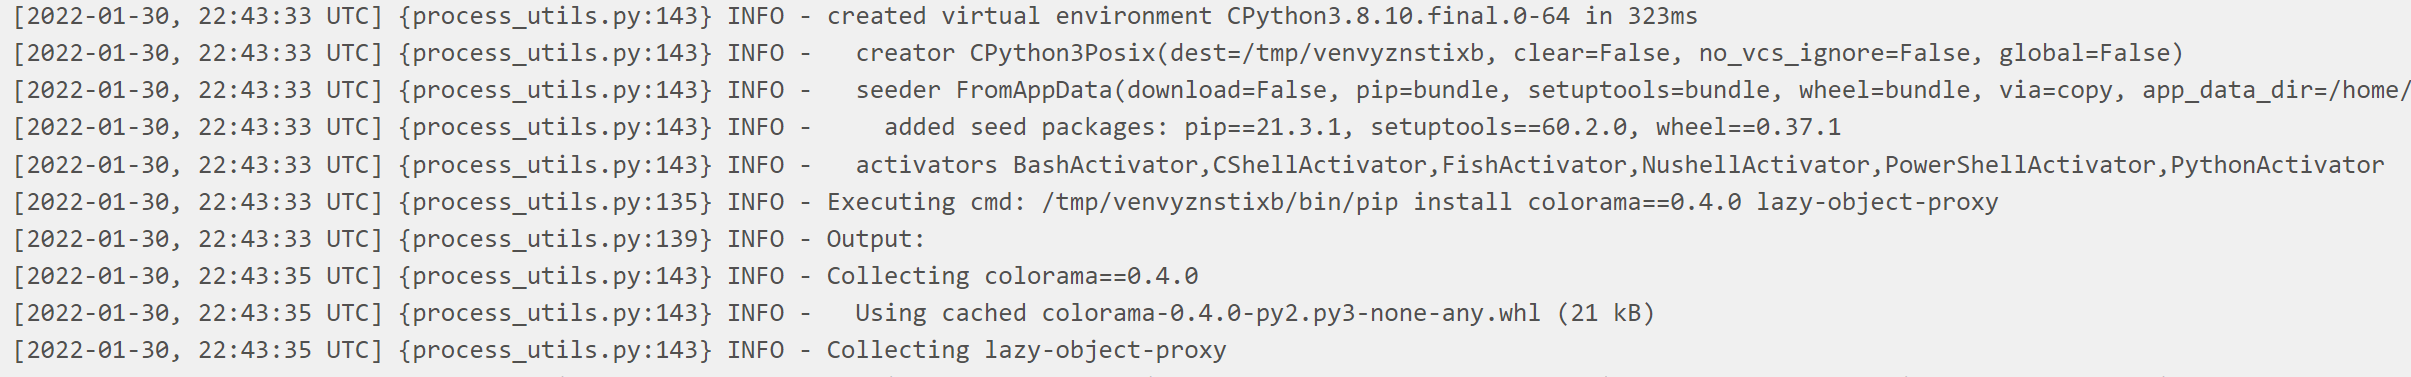 [2022-01-30, 22:43:33 UTC] {process_utils.py:143} INFO - created virtual environment CPython3.8.10.final.0-64 in 323ms
[2022-01-30, 22:43:33 UTC] {process_utils.py:143} INFO -   creator CPython3Posix(dest=/tmp/venvyznstixb, clear=False, no_vcs_ignore=False, global=False)
[2022-01-30, 22:43:33 UTC] {process_utils.py:143} INFO -   seeder FromAppData(download=False, pip=bundle, setuptools=bundle, wheel=bundle, via=copy, app_data_dir=/home/
[2022-01-30, 22:43:33 UTC] {process_utils.py:143} INFO -     added seed packages: pip==21.3.1, setuptools==60.2.0, wheel==0.37.1
[2022-01-30, 22:43:33 UTC] {process_utils.py:143} INFO -   activators BashActivator,CShellActivator,FishActivator,NushellActivator,PowerShellActivator,PythonActivator
[2022-01-30, 22:43:33 UTC] {process_utils.py:135} INFO - Executing cmd: /tmp/venvyznstixb/bin/pip install colorama==0.4.0 lazy-object-proxy
[2022-01-30, 22:43:33 UTC] {process_utils.py:139} INFO - Output:
[2022-01-30, 22:43:35 UTC] {process_utils.py:143} INFO - Collecting colorama==0.4.0
[2022-01-30, 22:43:35 UTC] {process_utils.py:143} INFO -   Using cached colorama-0.4.0-py2.py3-none-any.whl (21 kB)
[2022-01-30, 22:43:35 UTC] {process_utils.py:143} INFO - Collecting lazy-object-proxy